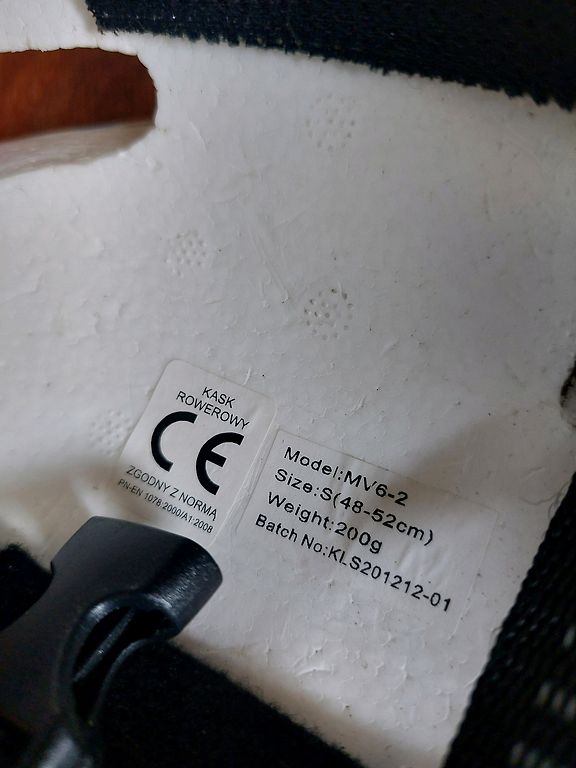 KASK
ROWEROWY
CE
ZGODNY Z NORMĄ
PN-EN 1078:2000/A1:2008
Model:MV6-2
Size:S(48-52cm)
Weight:200g
Batch No:KLS201212-01